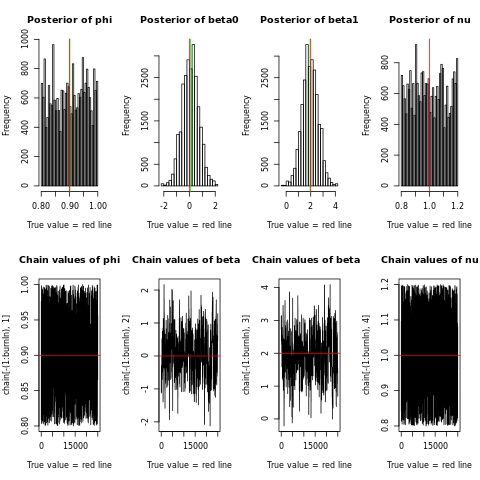 Posterior of phi
Posterior of beta0
Posterior of beta1
Posterior of nu
Frequency
0 200 400 600 800 1000
0.80 0.90 1.00
True value = red line
Frequency
0 500 1500 2500
-2 0 2
True value = red line
Frequency
0 500 1500 2500
0 2 4
True value = red line
Frequency
0 200 400 600 800
0.8 1.0 1.2
True value = red line
Chain values of phi
Chain values of beta
Chain values of beta
Chain values of nu
chain[-(1:burnIn), 1]
0.80 0.85 0.90 0.95 1.00
0 15000
True value = red line
chain[-(1:burnIn), 2]
-2 -1 0 1 2
0 15000
True value = red line
chain[-(1:burnIn), 3]
0 1 2 3 4
0 15000
True value = red line
chain[-(1:burnIn), 4]
0.8 0.9 1.0 1.1 1.2
0 15000
True value = red line